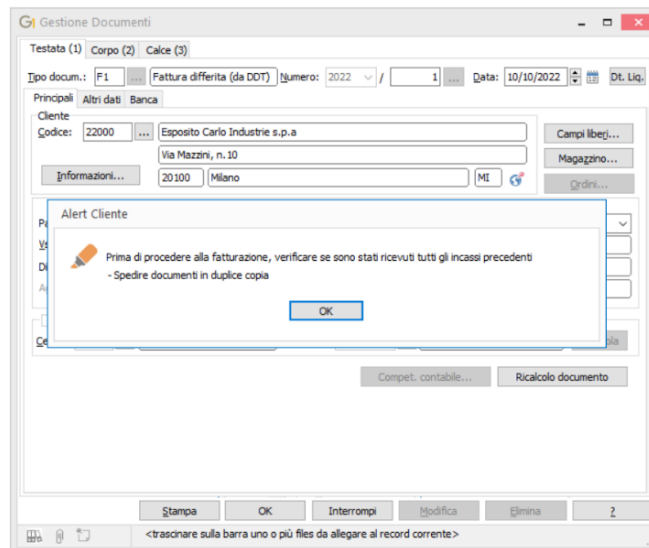 Gestione Documenti
Testata (1) Corpo (2) Calce (3)
Tipo docum.: F1 ... Fattura differita (da DDT) Numero: 2022 / 1 ... Data: 10/10/2022 Dt. Liq.
Principali Altri dati Banca
Cliente
Codice: 22000 ... Esposito Carlo Industrie s.p.a Campi liberi...
Via Mazzini, n.10 Magazzino...
Informazioni... 20100 Milano MI Ordini...
Alert Cliente
Prima di procedere alla fatturazione, verificare se sono stati ricevuti tutti gli incassi precedenti
- Spedire documenti in duplice copia
OK
Compet. contabile... Ricalcolo documento
Stampa OK Interrompi Modifica Elimina ?
<trascinare sulla barra uno o più files da allegare al record corrente>